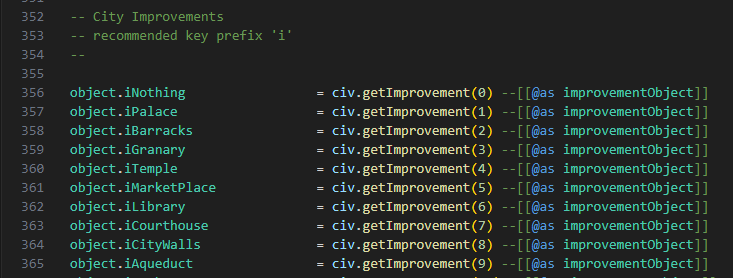 352 -- City Improvements
353 -- recommended key prefix 'i'
354 --
355
356 object.iNothing = civ.getImprovement(0) --[[@as improvementObject]]
357 object.iPalace = civ.getImprovement(1) --[[@as improvementObject]]
358 object.iBarracks = civ.getImprovement(2) --[[@as improvementObject]]
359 object.iGranary = civ.getImprovement(3) --[[@as improvementObject]]
360 object.iTemple = civ.getImprovement(4) --[[@as improvementObject]]
361 object.iMarketPlace = civ.getImprovement(5) --[[@as improvementObject]]
362 object.iLibrary = civ.getImprovement(6) --[[@as improvementObject]]
363 object.iCourthouse = civ.getImprovement(7) --[[@as improvementObject]]
364 object.iCityWalls = civ.getImprovement(8) --[[@as improvementObject]]
365 object.iAqueduct = civ.getImprovement(9) --[[@as improvementObject]]